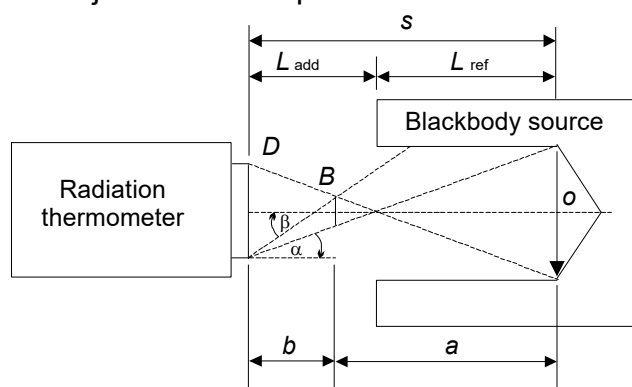 s
L add
L ref
Blackbody source
D
B
Radiation
thermometer
o
β
α
b
a